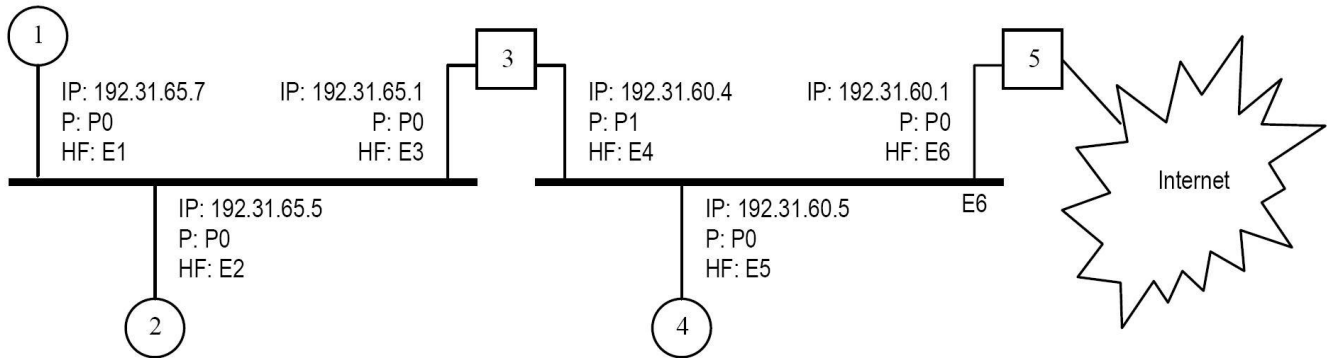 1
IP: 192.31.65.7
P: P0
HF: E1
IP: 192.31.65.1
P: P0
HF: E3
3
IP: 192.31.60.4
P: P1
HF: E4
IP: 192.31.60.1
P: P0
HF: E6
5
Internet
IP: 192.31.65.5
P: P0
HF: E2
2
IP: 192.31.60.5
P: P0
HF: E5
4
E6